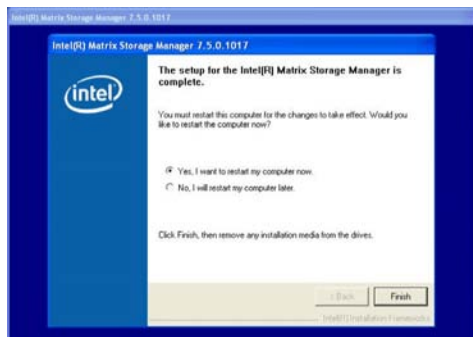 Intel(R) Matrix Storage Manager 7.5.0.1017
Intel(R) Matrix Storage Manager 7.5.0.1017
intel
The setup for the Intel(R) Matrix Storage Manager is
complete.
You must restart this computer for the changes to take effect. Would you
like to restart the computer now?
Yes, I want to restart my computer now.
No, I will restart my computer later.
Click Finish, then remove any installation media from the drives.
< Back
Finish
Intel(R) Installation Frameworks